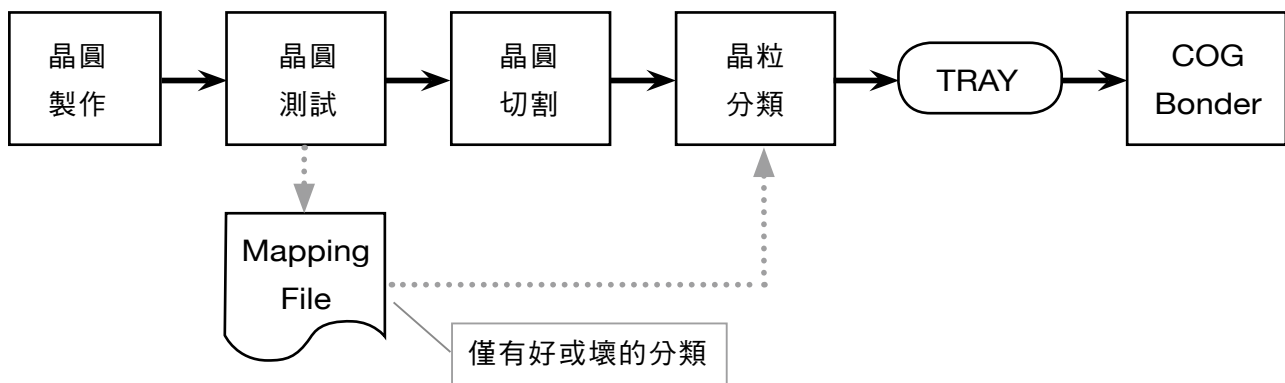 晶圓
製作
晶圓
測試
晶圓
切割
晶粒
分類
TRAY
COG
Bonder
Mapping
File
僅有好或壞的分類